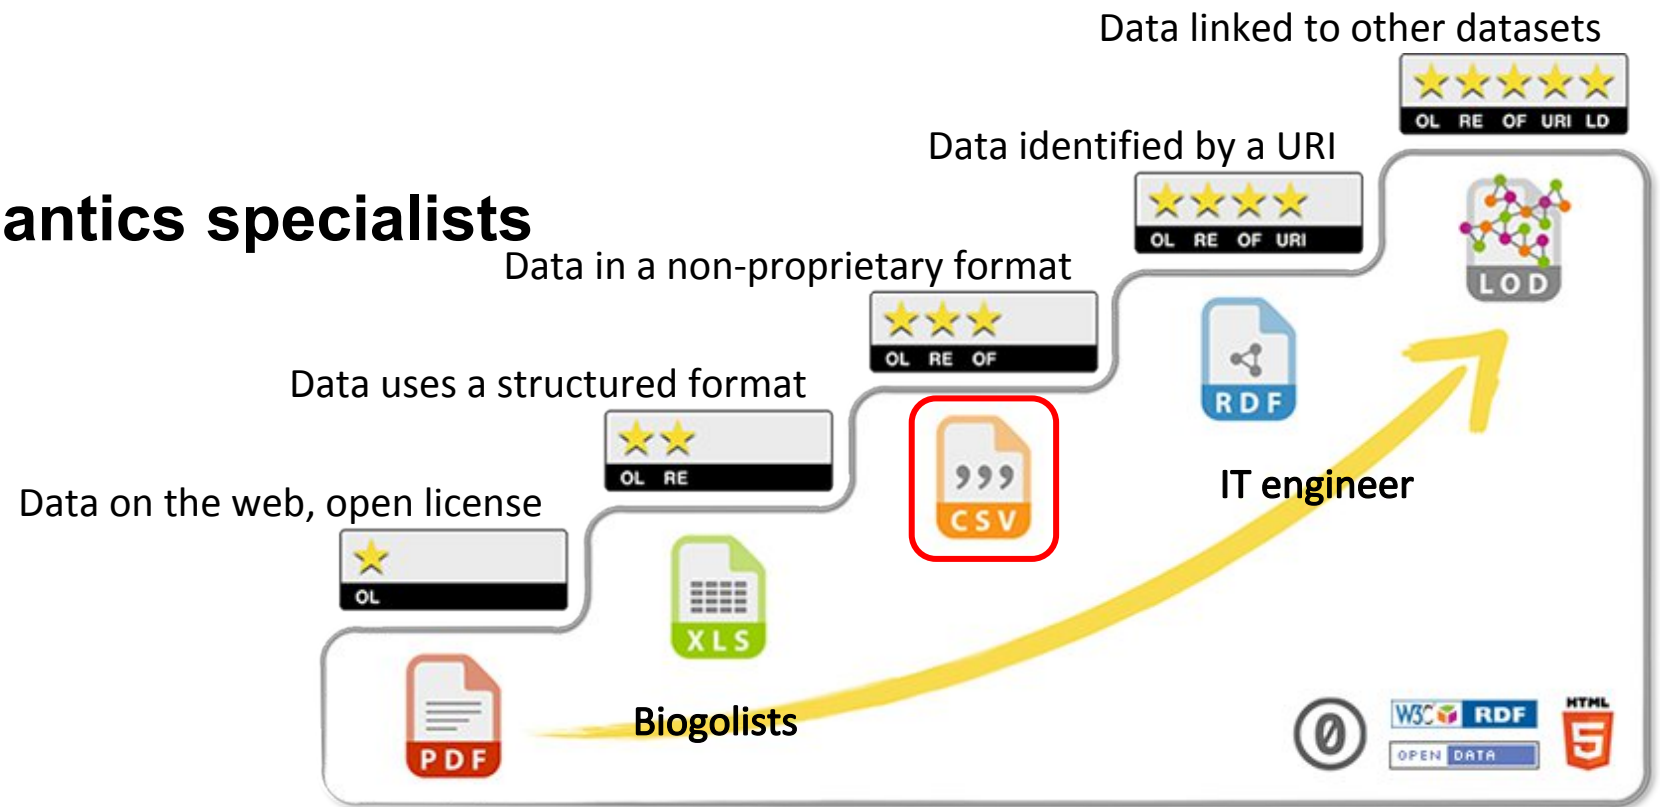 Data linked to other datasets
OL RE OF URI LD
Data identified by a URI
OL RE OF URI
antics specialists
Data in a non-proprietary format
OL RE OF
LOD
Data uses a structured format
OL RE
RDF
,,,
CSV
IT engineer
Data on the web, open license
OL
XLS
Biogolists
PDF
0
W3C RDF
OPEN DATA
HTML
5